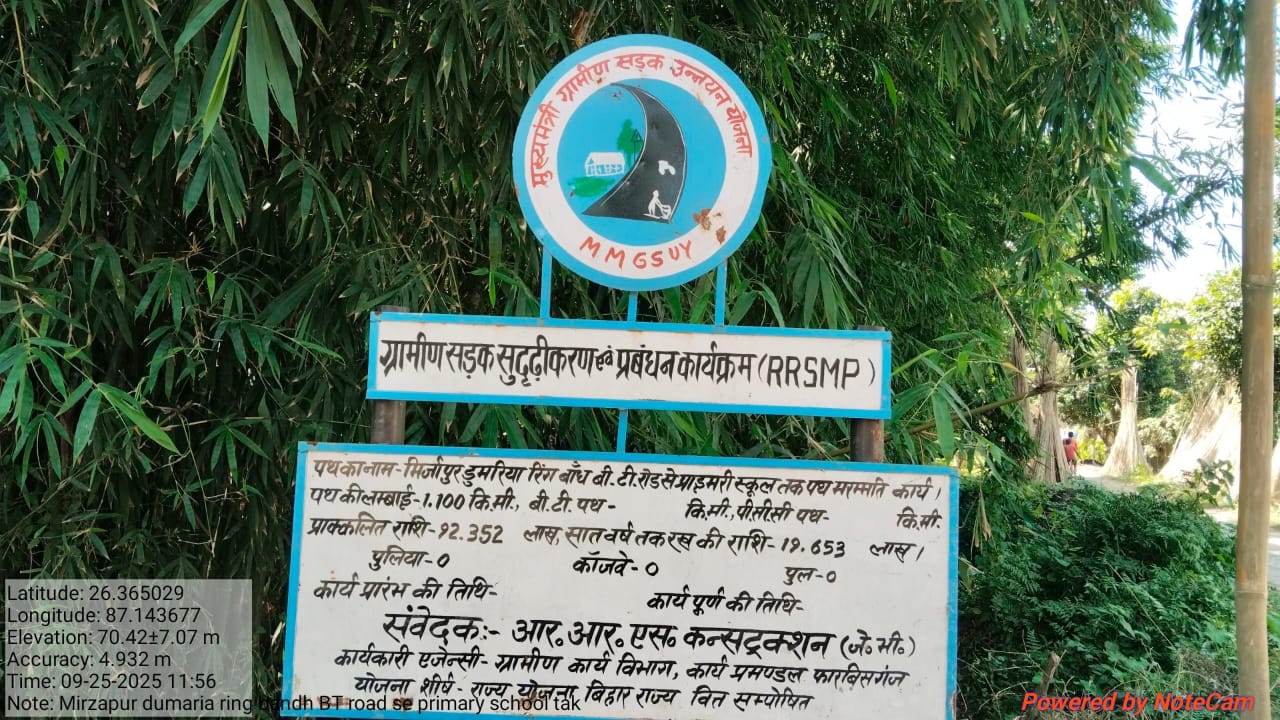 मुख्यमंत्री ग्रामीण सड़क उन्नयन योजना
MMGSUY
ग्रामीण सड़क सुदृढ़ीकरण एवं प्रबंधन कार्यक्रम (RRSMP)
पथ का नाम - मिर्जापुर डुमरिया रिंग बाँध बी. टी. रोड से प्राइमरी स्कूल तक पथ मरम्मति कार्य।
पथ की लम्बाई - 1.100 कि.मी., बी.टी. पथ - कि.मी., पी.सी.सी पथ- कि.मी.
प्राक्कलित राशि - 92.352 लाख, सात वर्ष तक रख की राशि - 19.653 लाख।
पुलिया-0 कॉजवे-0 पुल-0
कार्य प्रारंभ की तिथि- कार्य पूर्ण की तिथि-
संवेदक:- आर. आर. एस. कन्सट्रक्शन (जे. भी.)
कार्यकारी एजेन्सी - ग्रामीण कार्य विभाग, कार्य प्रमण्डल फारबिसगंज
योजना शीर्ष - राज्य योजना, बिहार राज्य वित सम्पोषित
Latitude: 26.365029
Longitude: 87.143677
Elevation: 70.42±7.07 m
Accuracy: 4.932 m
Time: 09-25-2025 11:56
Note: Mirzapur dumaria ring bandh BT road se primary school tak
Powered by NoteCam